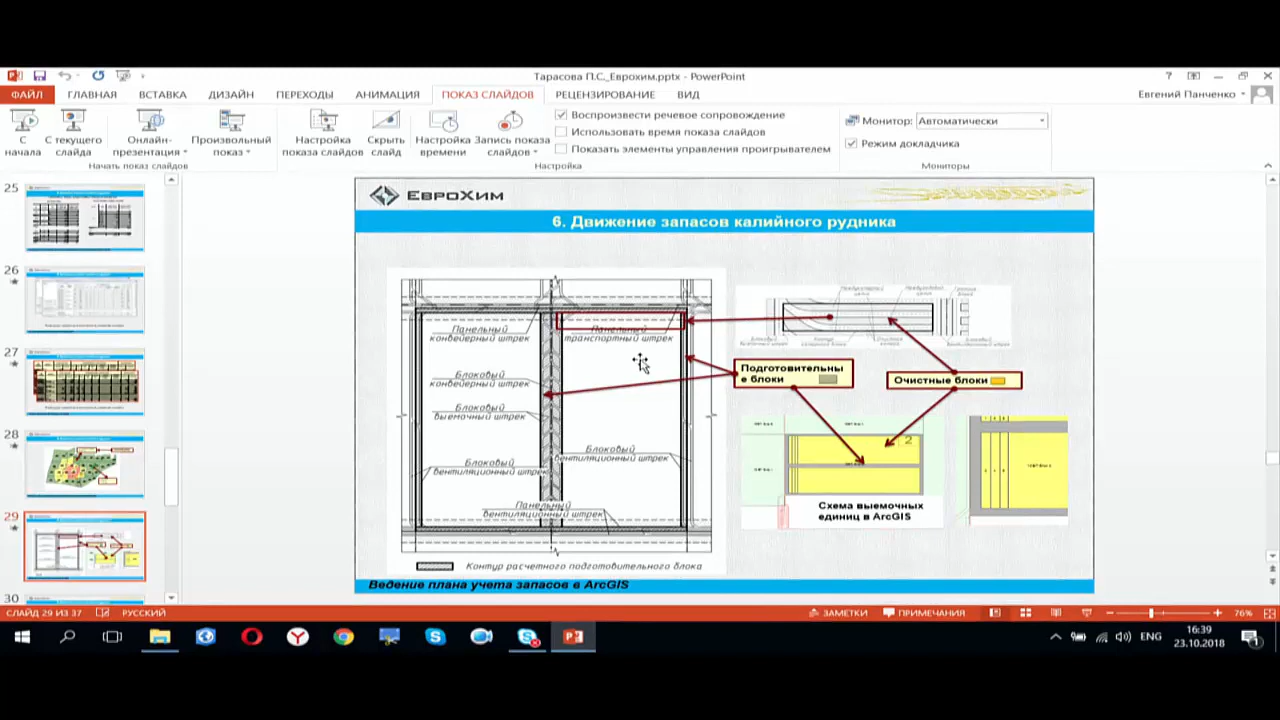 Тарасова П.С._Еврохим.pptx - PowerPoint
?
ФАЙЛ ГЛАВНАЯ ВСТАВКА ДИЗАЙН ПЕРЕХОДЫ АНИМАЦИЯ ПОКАЗ СЛАЙДОВ РЕЦЕНЗИРОВАНИЕ ВИД
Евгений Панченко
С начала
С текущего слайда
Онлайн-презентация
Произвольный показ
Начать показ слайдов
Настройка показа слайдов
Скрыть слайд
Настройка времени
Запись показа слайдов
Воспроизвести речевое сопровождение
Использовать время показа слайдов
Показать элементы управления проигрывателем
Настройка
Монитор: Автоматически
Режим докладчика
Мониторы
25
26
27
28
29
30
ЕвроХим
6. Движение запасов калийного рудника
Панельный
конвейерный штрек
Панельный
транспортный штрек
Блоковый
конвейерный штрек
Блоковый
выемочный штрек
Блоковый
вентиляционный штрек
Блоковый
вентиляционный штрек
Панельный
вентиляционный штрек
Контур расчетного подготовительного блока
Подготовительны
е блоки
Очистные блоки
2
Схема выемочных
единиц в ArcGIS
Ведение плана учета запасов в ArcGIS
СЛАЙД 29 ИЗ 37 РУССКИЙ
ЗАМЕТКИ ПРИМЕЧАНИЯ 76%
ENG
16:39
23.10.2018